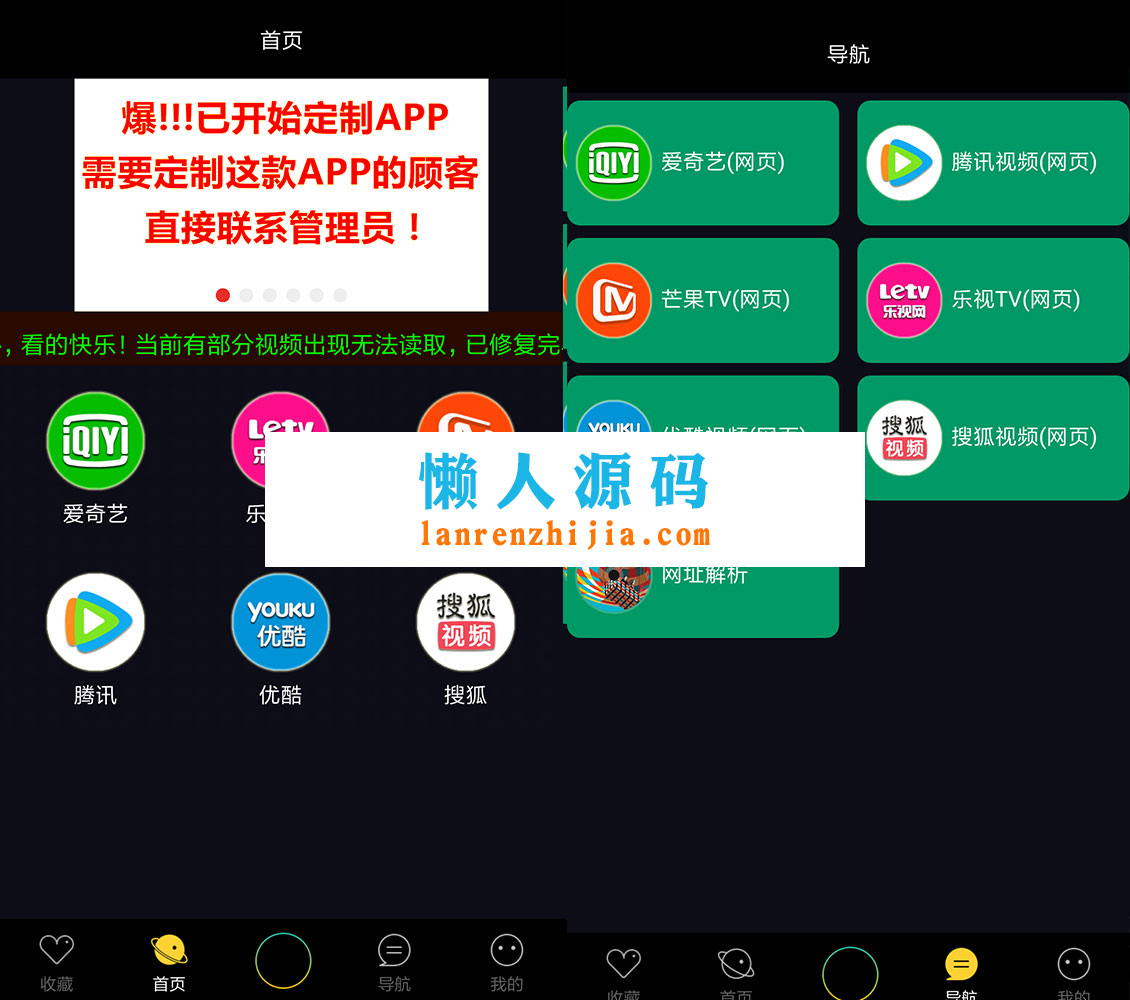 首页
爆!!!已开始定制APP
需要定制这款APP的顾客
直接联系管理员！
，看的快乐！当前有部分视频出现无法读取，已修复完
iQIYI
爱奇艺
Letv
乐
YOUKU
优酷
搜狐
视频
腾讯
优酷
搜狐
收藏
首页
导航
我的
懒人源码
lanrenzhijia.com
导航
iQIYI
爱奇艺(网页)
腾讯视频(网页)
芒果TV(网页)
Letv
乐视网
乐视TV(网页)
YOUKU
优酷视频(网页)
搜狐
视频
搜狐视频(网页)
网址解析
收藏
首页
导航
我的